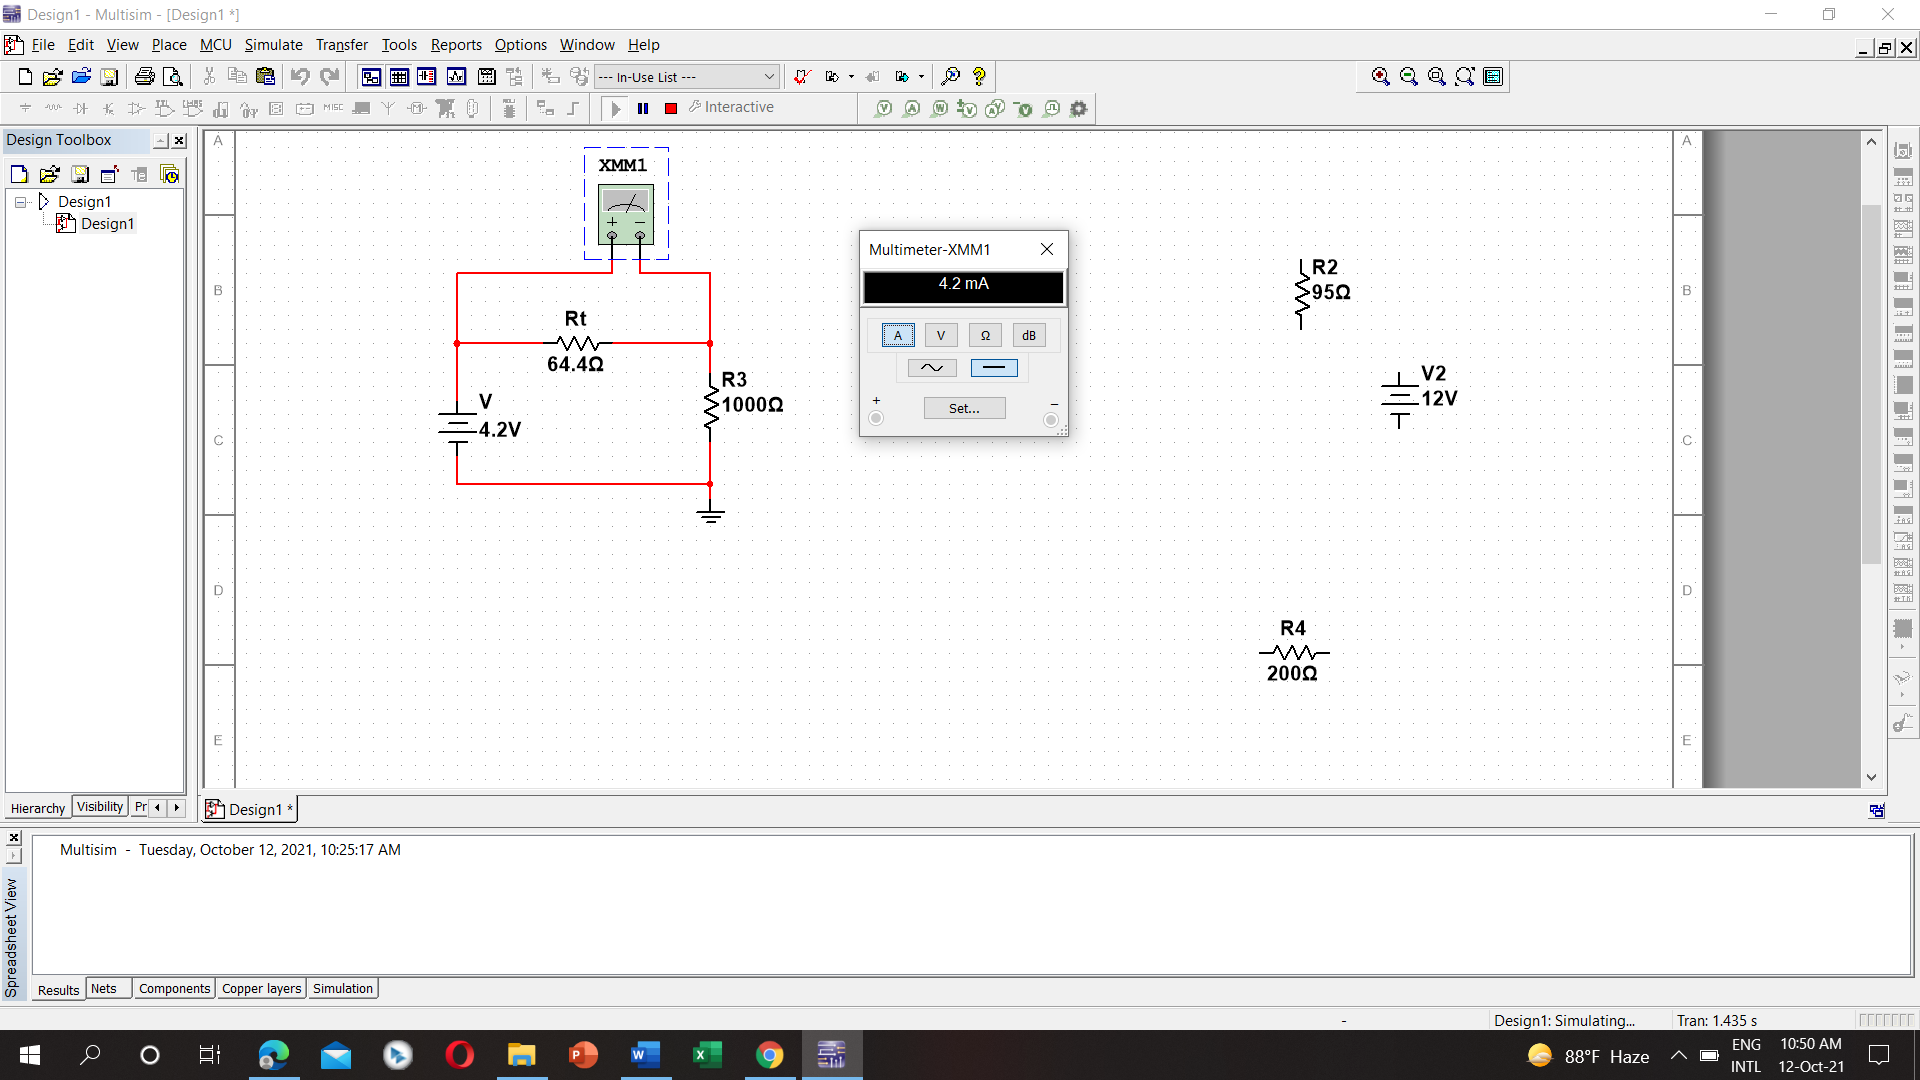 Design1 - Multisim - [Design1 *]
File Edit View Place MCU Simulate Transfer Tools Reports Options Window Help
--- In-Use List ---
MISC
Interactive
Design Toolbox
Design1
Design1
Hierarchy Visibility Pr
A
B
C
D
E
XMM1
+ −
Rt
64.4Ω
V
4.2V
R3
1000Ω
Multimeter-XMM1
4.2 mA
A V Ω dB
+ −
Set...
R2
95Ω
V2
12V
R4
200Ω
A
B
C
D
E
Design1 *
Spreadsheet View
Multisim - Tuesday, October 12, 2021, 10:25:17 AM
Results Nets Components Copper layers Simulation
- Design1: Simulating... Tran: 1.435 s
88°F Haze
ENG
INTL
10:50 AM
12-Oct-21